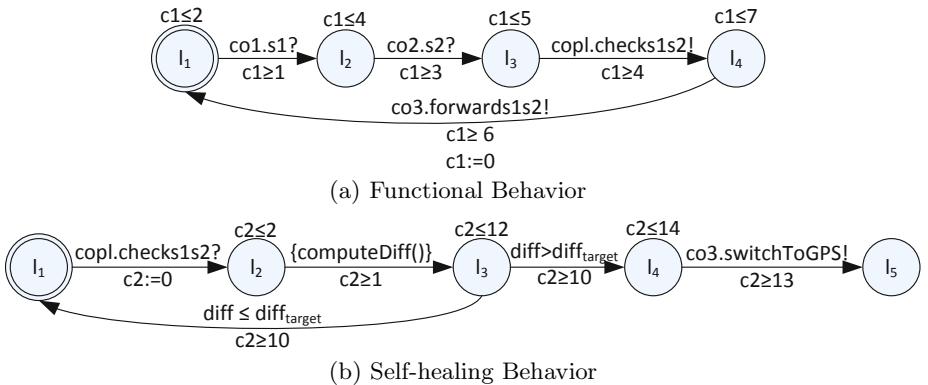 c1≤2
c1≤4
c1≤5
c1≤7
l1
co1.s1?
c1≥1
l2
co2.s2?
c1≥3
l3
copl.checks1s2!
c1≥4
l4
co3.forwards1s2!
c1≥ 6
c1:=0
(a) Functional Behavior
c2≤2
c2≤12
c2≤14
l1
copl.checks1s2?
c2:=0
l2
{computeDiff()}
c2≥1
l3
diff>difftarget
c2≥10
l4
co3.switchToGPS!
c2≥13
l5
diff ≤ difftarget
c2≥10
(b) Self-healing Behavior